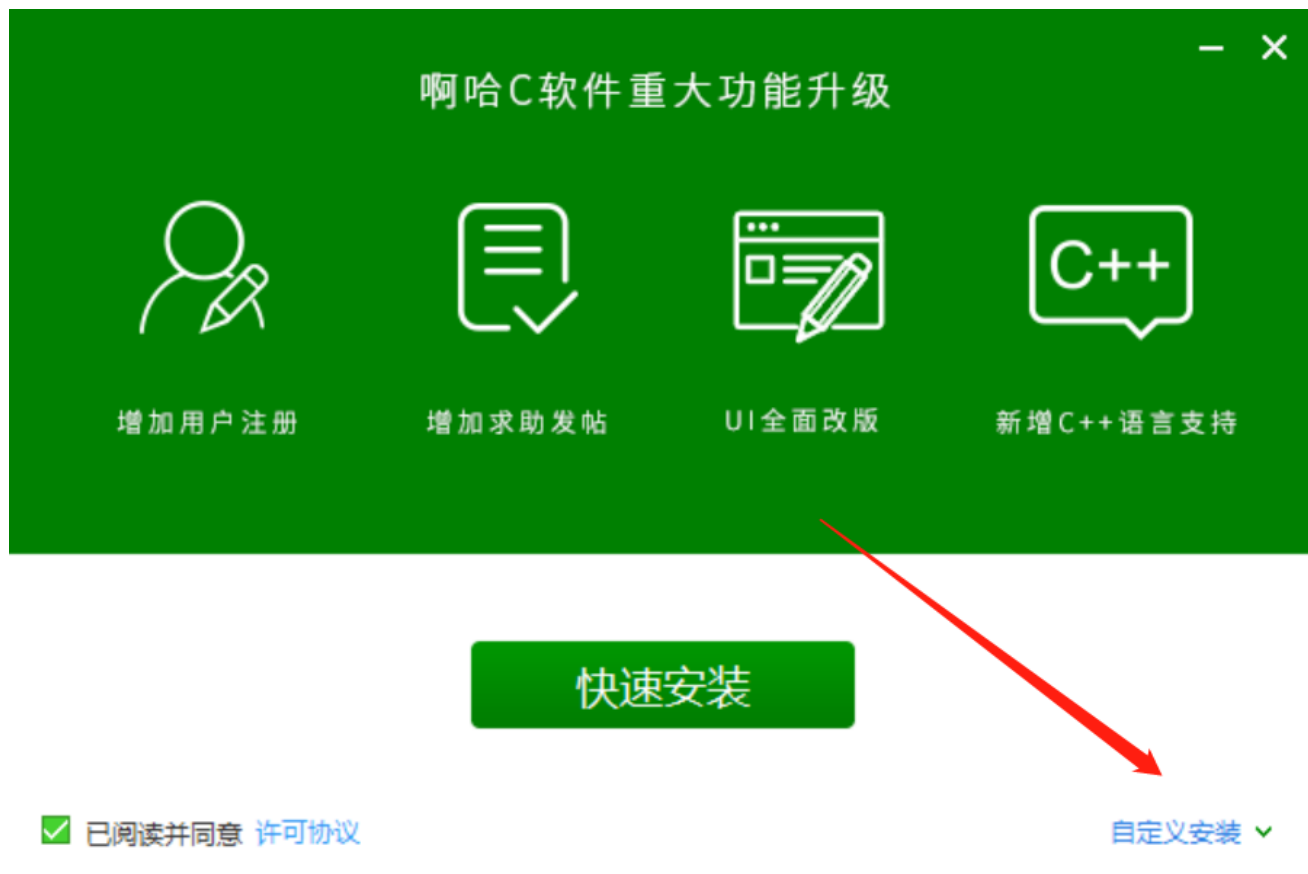 啊哈C软件重大功能升级
C++
增加用户注册 增加求助发帖 UI全面改版 新增C++语言支持
快速安装
已阅读并同意 许可协议 自定义安装